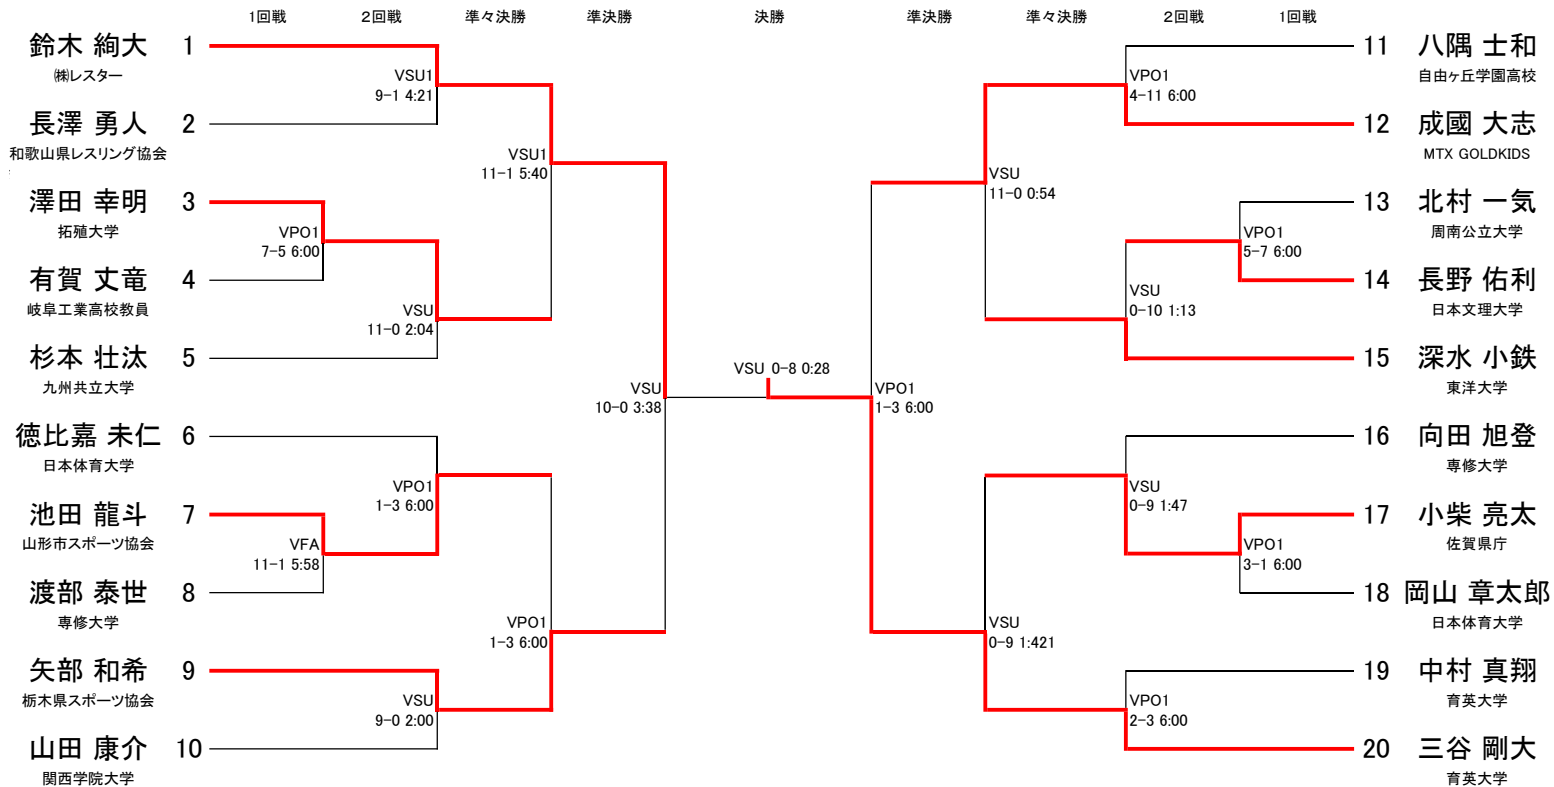 1回戦 2回戦 準々決勝 準決勝 決勝 準決勝 準々決勝 2回戦 1回戦
鈴木 絢大 1
㈱レスター
VSU1
9-1 4:21
長澤 勇人 2
和歌山県レスリング協会
VSU1
11-1 5:40
澤田 幸明 3
拓殖大学
VPO1
7-5 6:00
有賀 丈竜 4
岐阜工業高校教員
VSU
11-0 2:04
杉本 壮汰 5
九州共立大学
VSU
10-0 3:38
徳比嘉 未仁 6
日本体育大学
VPO1
1-3 6:00
池田 龍斗 7
山形市スポーツ協会
VFA
11-1 5:58
渡部 泰世 8
専修大学
VPO1
1-3 6:00
矢部 和希 9
栃木県スポーツ協会
VSU
9-0 2:00
山田 康介 10
関西学院大学
VSU 0-8 0:28
11 八隅 士和
自由ヶ丘学園高校
VPO1
4-11 6:00
12 成國 大志
MTX GOLDKIDS
VSU
11-0 0:54
13 北村 一気
周南公立大学
VPO1
5-7 6:00
14 長野 佑利
日本文理大学
VSU
0-10 1:13
15 深水 小鉄
東洋大学
VPO1
1-3 6:00
16 向田 旭登
専修大学
VSU
0-9 1:47
17 小柴 亮太
佐賀県庁
VPO1
3-1 6:00
18 岡山 章太郎
日本体育大学
VSU
0-9 1:421
19 中村 真翔
育英大学
VPO1
2-3 6:00
20 三谷 剛大
育英大学